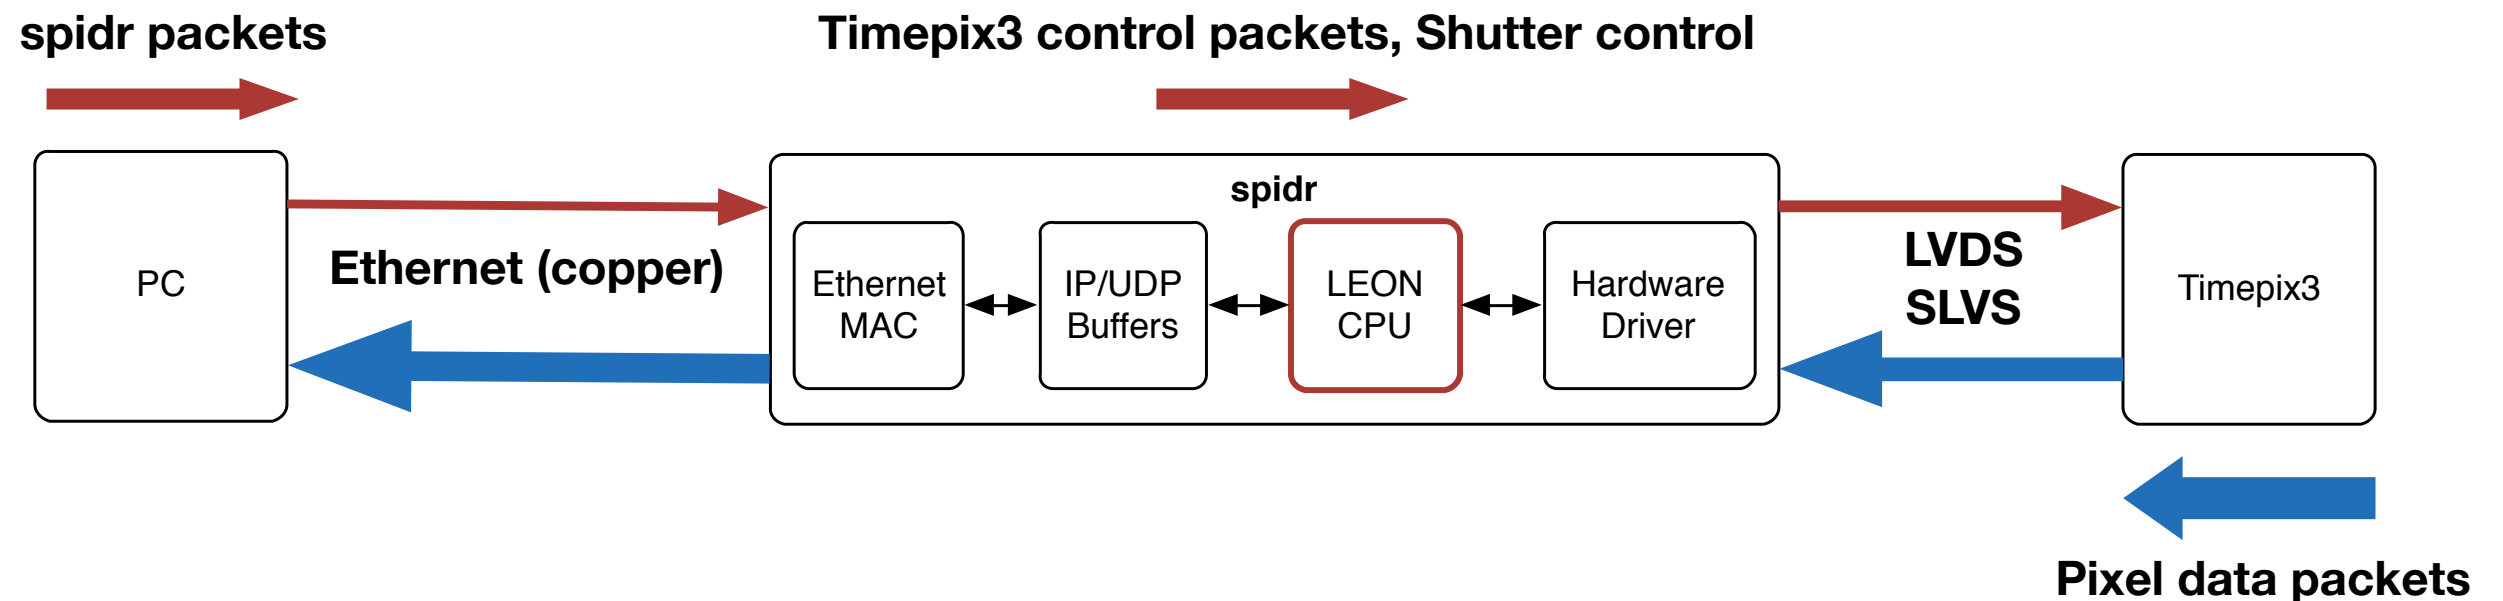 spidr packets
Timepix3 control packets, Shutter control
spidr
PC
Ethernet (copper)
Ethernet
MAC
IP/UDP
Buffers
LEON
CPU
Hardware
Driver
LVDS
SLVS
Timepix3
Pixel data packets